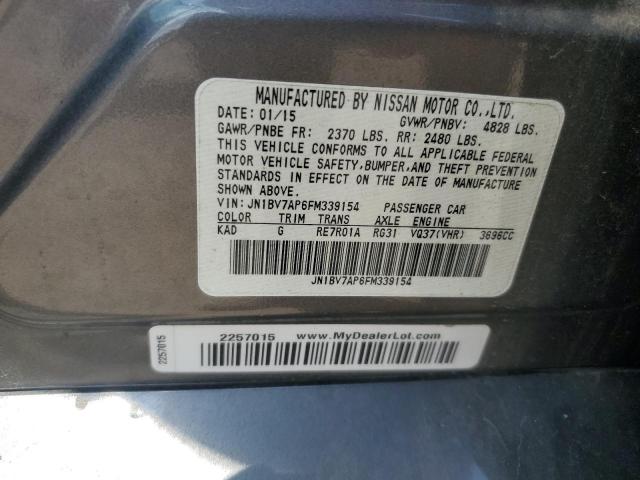 MANUFACTURED BY NISSAN MOTOR CO.,LTD.
DATE: 01/15 GVWR/PNBV: 4828 LBS.
GAWR/PNBE FR: 2370 LBS. RR: 2480 LBS.
THIS VEHICLE CONFORMS TO ALL APPLICABLE FEDERAL
MOTOR VEHICLE SAFETY, BUMPER, AND THEFT PREVENTION
STANDARDS IN EFFECT ON THE DATE OF MANUFACTURE
SHOWN ABOVE.
VIN: JN1BV7AP6FM339154 PASSENGER CAR
COLOR TRIM TRANS AXLE ENGINE
KAD G RE7R01A RG31 VQ37(VHR) 3696CC
JN1BV7AP6FM339154
2257015 2257015 www.MyDealerLot.com